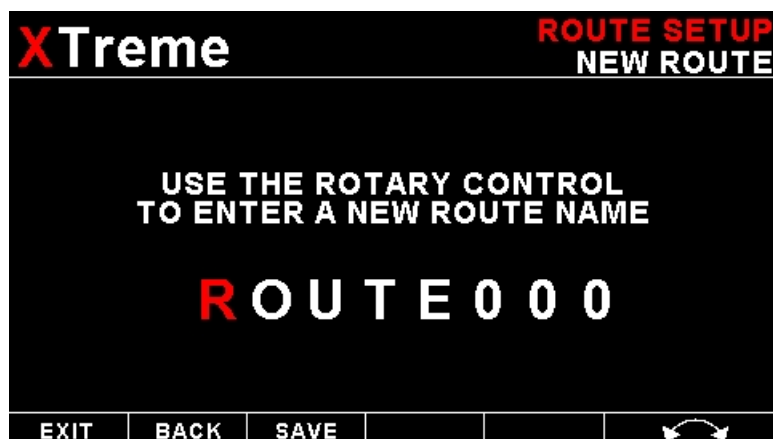 XTreme
ROUTE SETUP
NEW ROUTE
USE THE ROTARY CONTROL
TO ENTER A NEW ROUTE NAME
ROUTE000
EXIT BACK SAVE